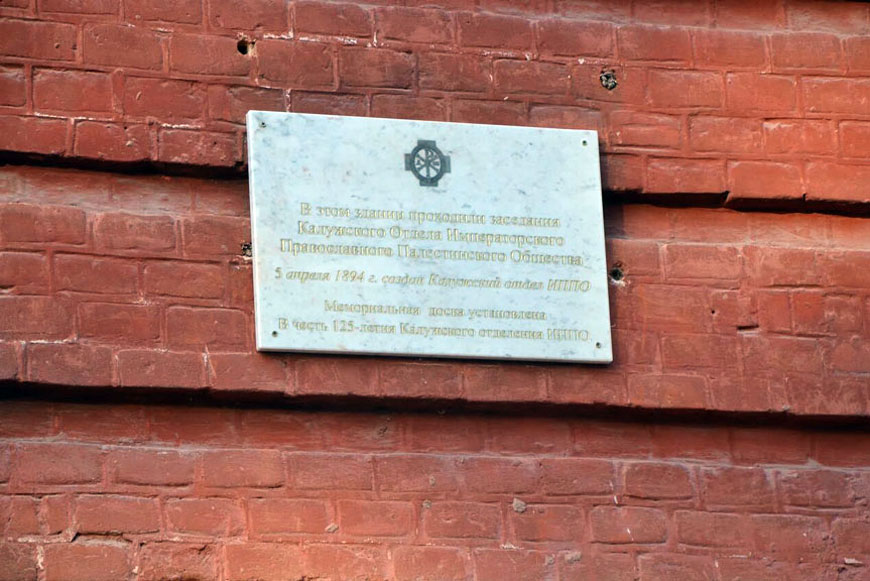 В этом здании проходили заседания
Калужского Отдела Императорского
Православного Палестинского Общества
5 апреля 1894 г. создан Калужский отдел ИППО
Мемориальная доска установлена
В честь 125-летия Калужского отделения ИППО.